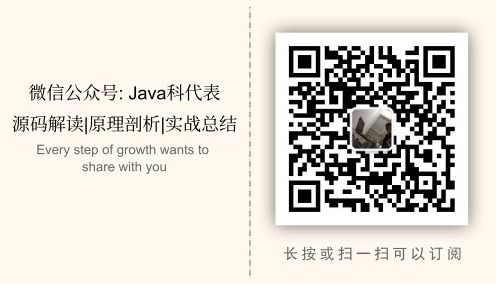 微信公众号: Java科代表
源码解读|原理剖析|实战总结
Every step of growth wants to
share with you
长按或扫一扫可以订阅